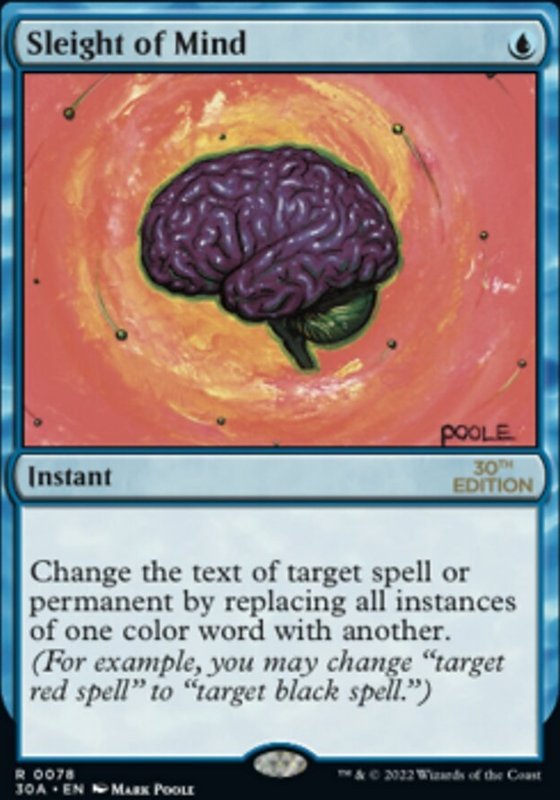 Sleight of Mind
POOLE
Instant
30TH
EDITION
Change the text of target spell or
permanent by replacing all instances
of one color word with another.
(For example, you may change “target
red spell” to “target black spell.”)
R 0078
30A • EN Mark Poole
™ & © 2022 Wizards of the Coast